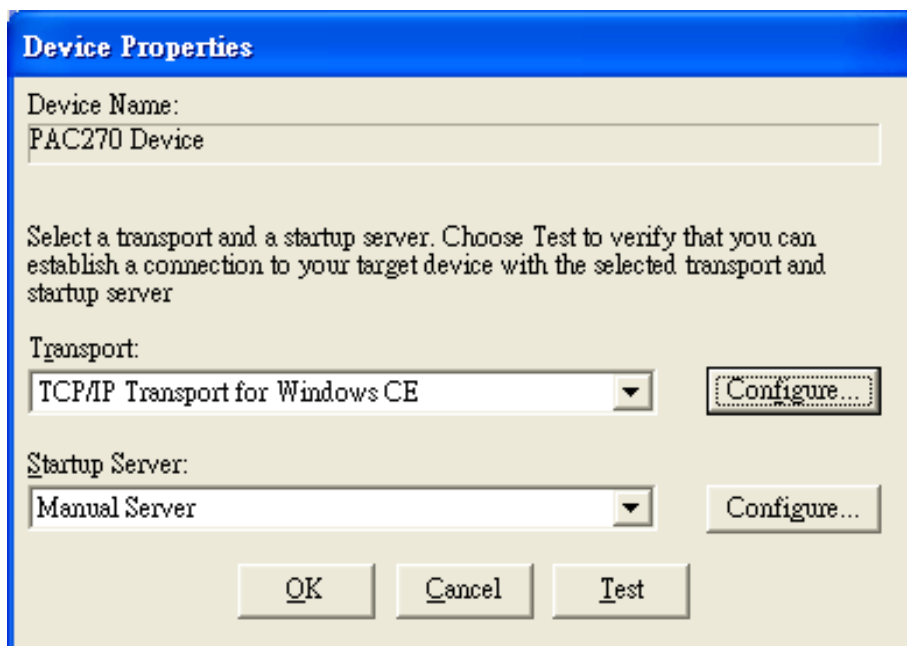 Device Properties
Device Name:
PAC270 Device
Select a transport and a startup server. Choose Test to verify that you can
establish a connection to your target device with the selected transport and
startup server
Transport:
TCP/IP Transport for Windows CE
Configure...
Startup Server:
Manual Server
Configure...
OK
Cancel
Test